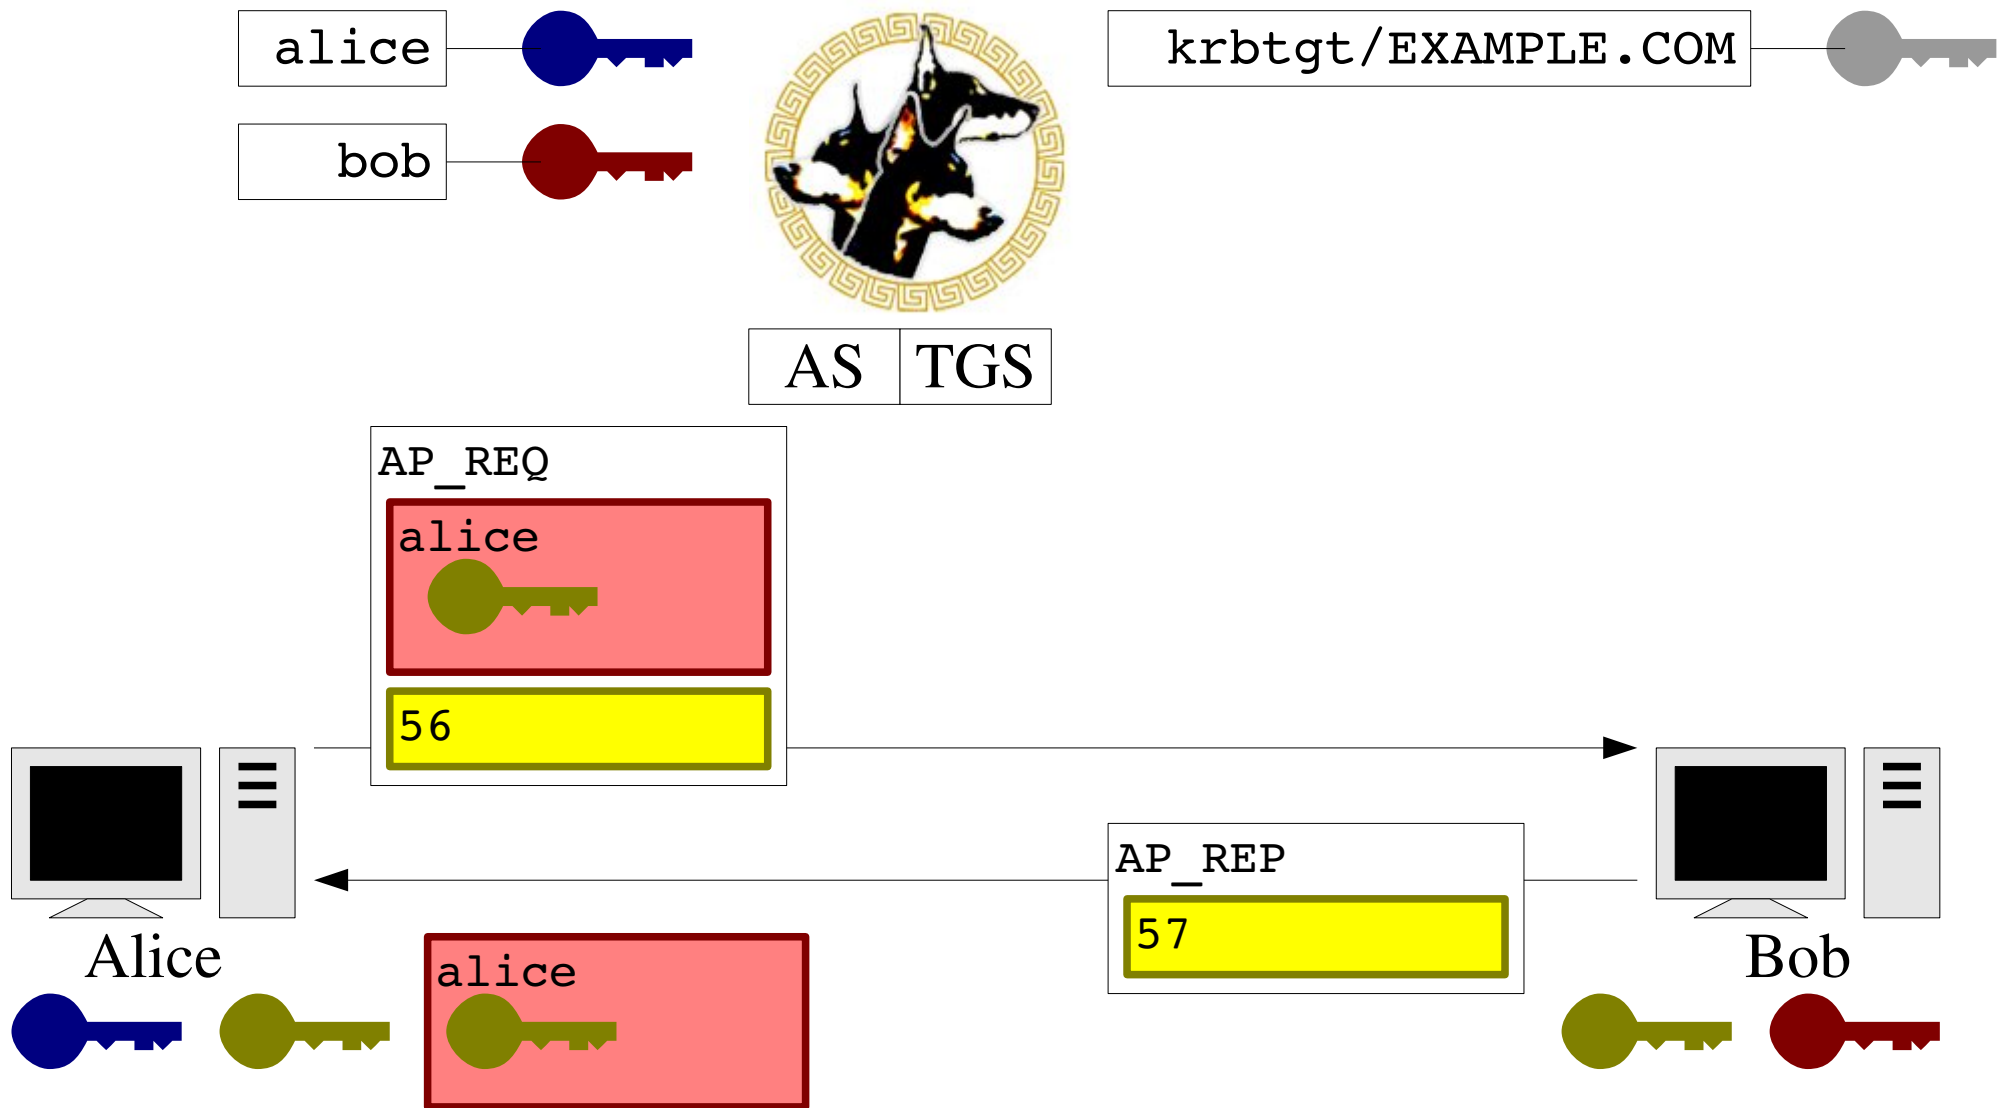 alice
krbtgt/EXAMPLE.COM
bob
AS TGS
AP_REQ
alice
56
AP_REP
57
Alice
alice
Bob